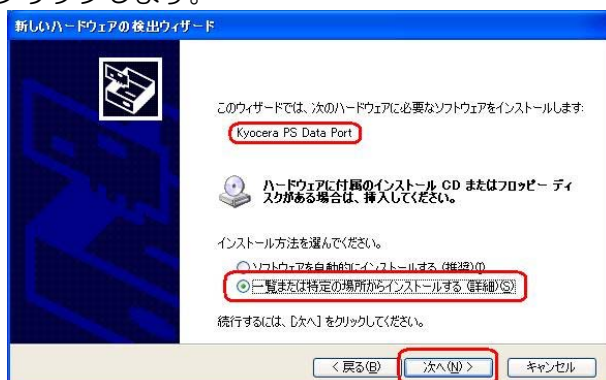 クリックします。
新しいハードウェアの検出ウィザード
このウィザードでは、次のハードウェアに必要なソフトウェアをインストールします:
Kyocera PS Data Port
ハードウェアに付属のインストール CD またはフロッピー ディ
スクがある場合は、挿入してください。
インストール方法を選んでください。
ソフトウェアを自動的にインストールする (推奨)(I)
一覧または特定の場所からインストールする (詳細)(S)
続行するには、[次へ] をクリックしてください。
< 戻る(B) 次へ(N) > キャンセル